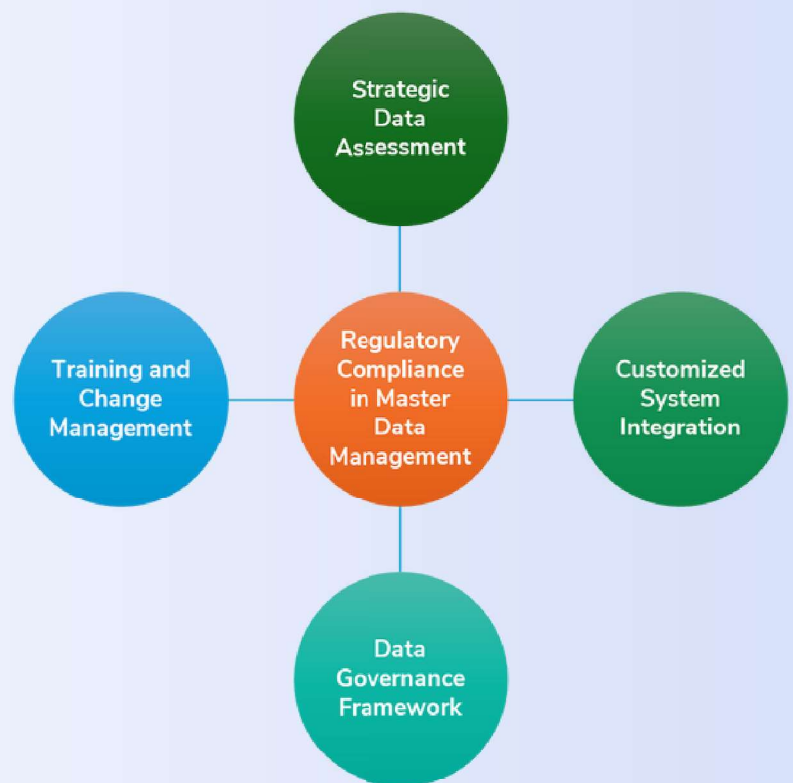 Strategic
Data
Assessment
Training and
Change
Management
Regulatory
Compliance
in Master
Data
Management
Customized
System
Integration
Data
Governance
Framework